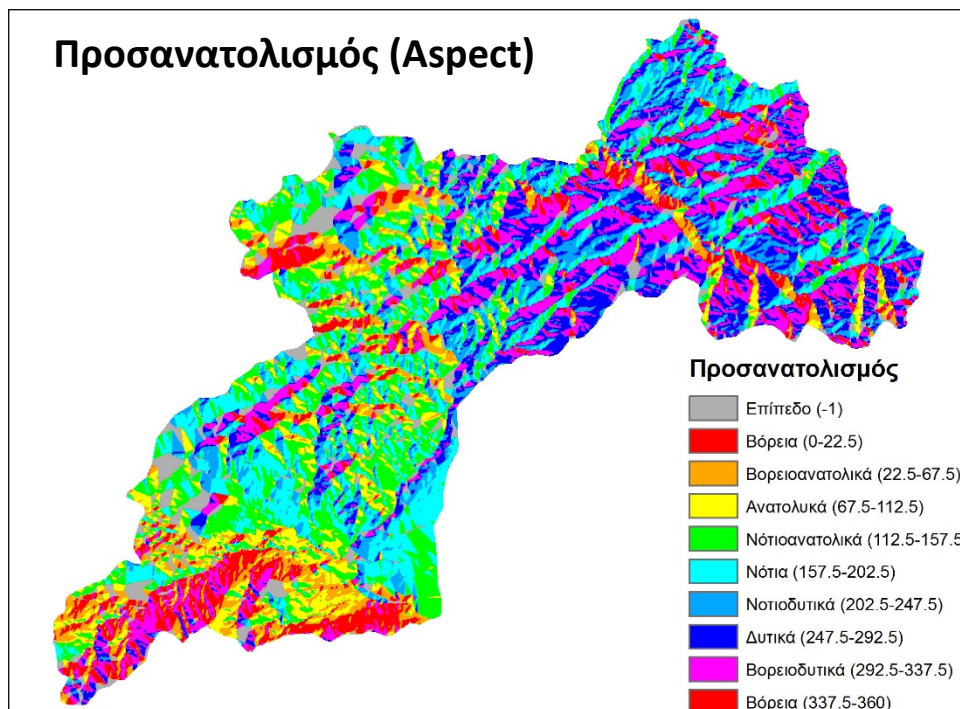 Προσανατολισμός (Aspect)
Προσανατολισμός
Επίπεδο (-1)
Βόρεια (0-22.5)
Βορειοανατολικά (22.5-67.5)
Ανατολυκά (67.5-112.5)
Νότιοανατολικά (112.5-157.5
Νότια (157.5-202.5)
Νοτιοδυτικά (202.5-247.5)
Δυτικά (247.5-292.5)
Βορειοδυτικά (292.5-337.5)
Βόρεια (337.5-360)